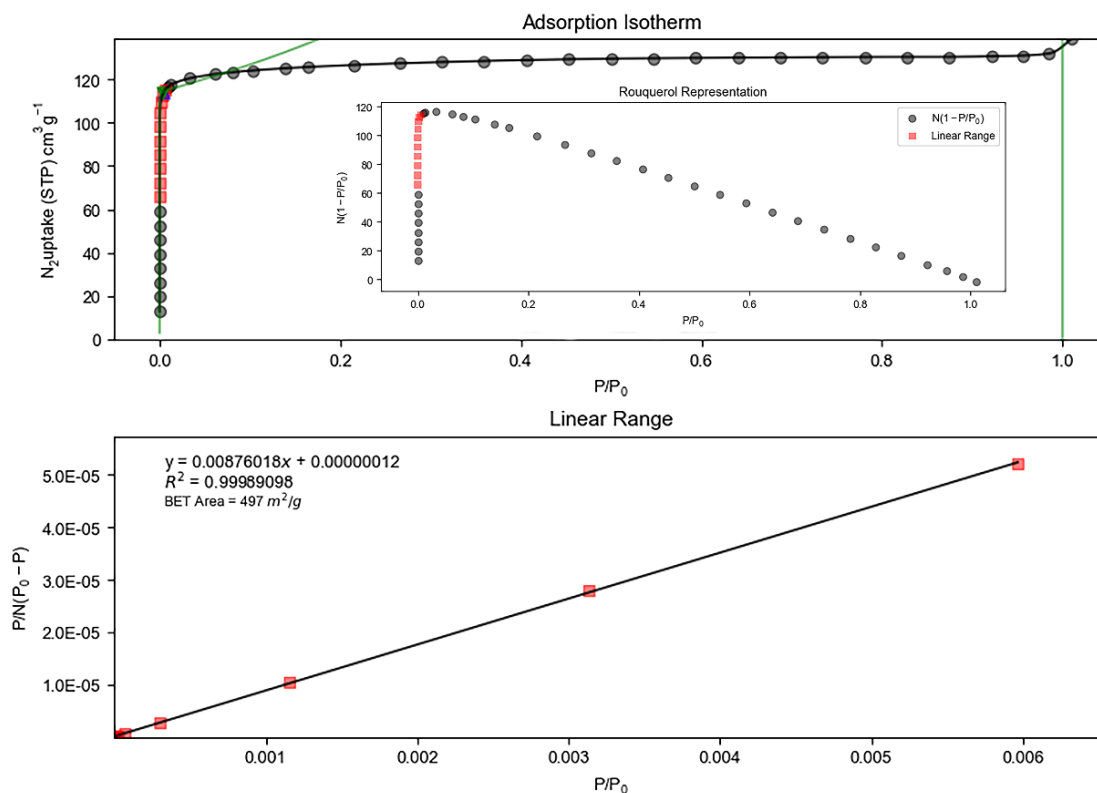 Adsorption Isotherm
N₂uptake (STP) cm³ g⁻¹
120
100
80
60
40
20
0
0.0 0.2 0.4 0.6 0.8 1.0
P/P₀
Rouquerol Representation
N(1−P/P₀)
Linear Range
N(1−P/P₀)
120
100
80
60
40
20
0
0.0 0.2 0.4 0.6 0.8 1.0
P/P₀
Linear Range
y = 0.00876018x + 0.00000012
R² = 0.99989098
BET Area = 497 m²/g
P/N(P₀−P)
5.0E-05
4.0E-05
3.0E-05
2.0E-05
1.0E-05
0.001 0.002 0.003 0.004 0.005 0.006
P/P₀